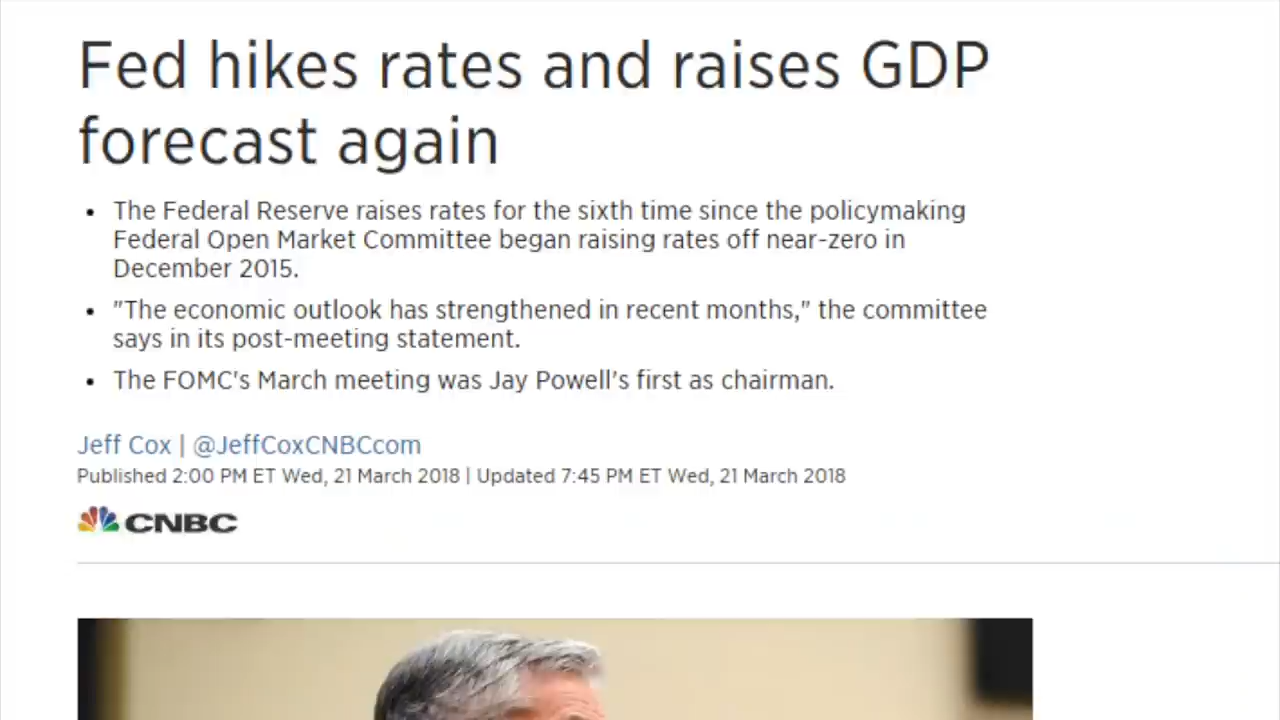 Fed hikes rates and raises GDP
forecast again
• The Federal Reserve raises rates for the sixth time since the policymaking
Federal Open Market Committee began raising rates off near-zero in
December 2015.
• "The economic outlook has strengthened in recent months," the committee
says in its post-meeting statement.
• The FOMC's March meeting was Jay Powell's first as chairman.
Jeff Cox | @JeffCoxCNBCcom
Published 2:00 PM ET Wed, 21 March 2018 | Updated 7:45 PM ET Wed, 21 March 2018
CNBC